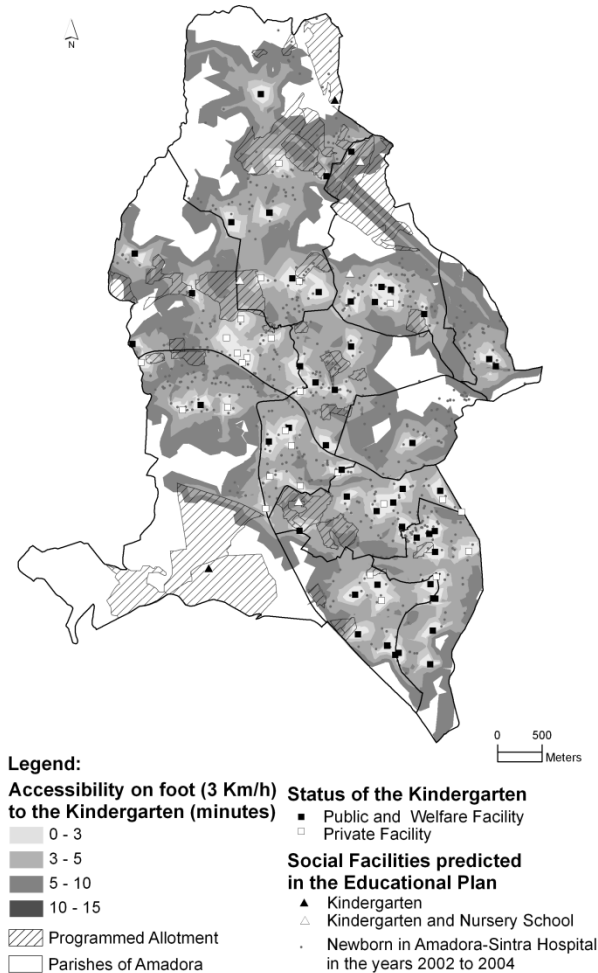 N
0 500
Meters
Legend:
Accessibility on foot (3 Km/h)
to the Kindergarten (minutes)
0 - 3
3 - 5
5 - 10
10 - 15
Programmed Allotment
Parishes of Amadora
Status of the Kindergarten
Public and Welfare Facility
Private Facility
Social Facilities predicted
in the Educational Plan
Kindergarten
Kindergarten and Nursery School
Newborn in Amadora-Sintra Hospital
in the years 2002 to 2004